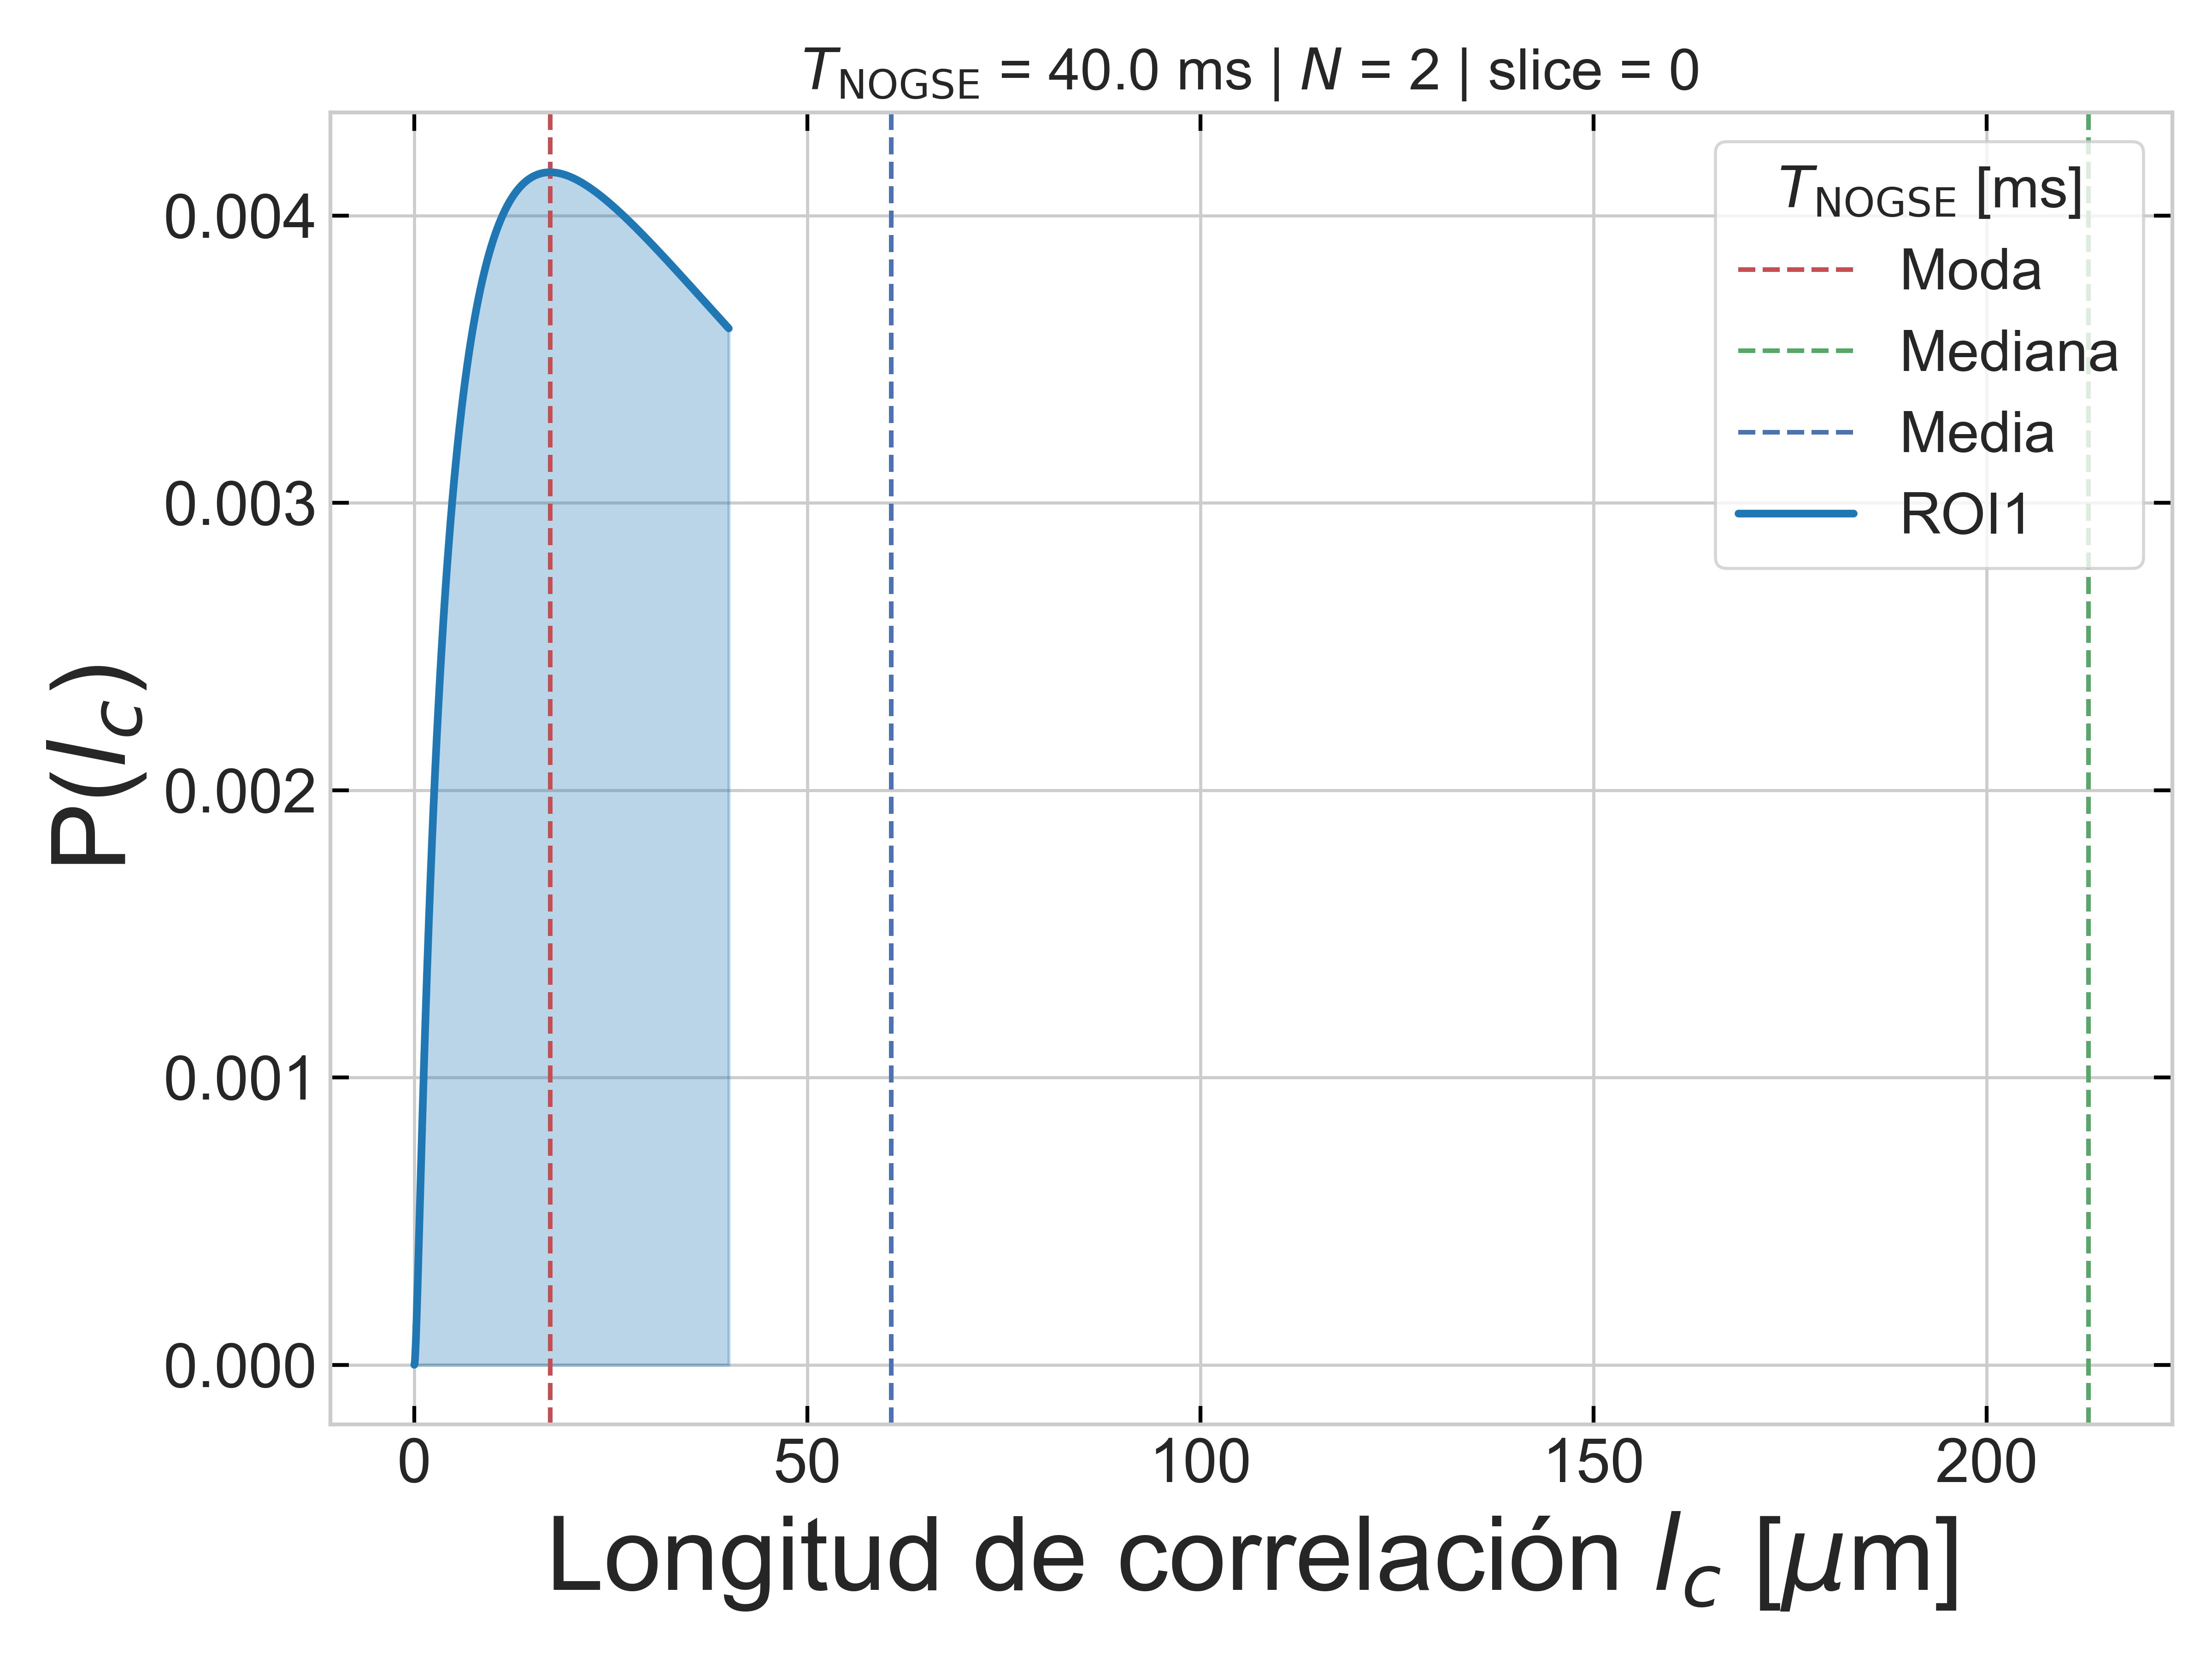 T_NOGSE = 40.0 ms | N = 2 | slice = 0
T_NOGSE [ms]
Moda
Mediana
Media
ROI1
P(l_c)
0.004
0.003
0.002
0.001
0.000
0 50 100 150 200
Longitud de correlación l_c [μm]